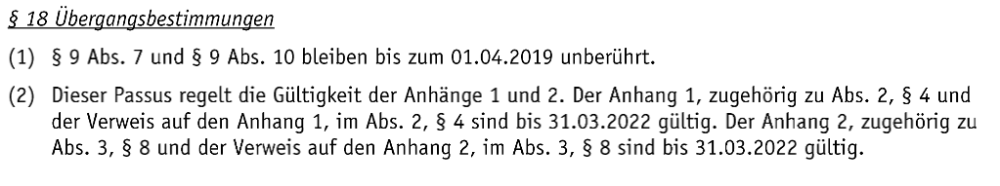 § 18 Übergangsbestimmungen
(1) § 9 Abs. 7 und § 9 Abs. 10 bleiben bis zum 01.04.2019 unberührt.
(2) Dieser Passus regelt die Gültigkeit der Anhänge 1 und 2. Der Anhang 1, zugehörig zu Abs. 2, § 4 und
der Verweis auf den Anhang 1, im Abs. 2, § 4 sind bis 31.03.2022 gültig. Der Anhang 2, zugehörig zu
Abs. 3, § 8 und der Verweis auf den Anhang 2, im Abs. 3, § 8 sind bis 31.03.2022 gültig.